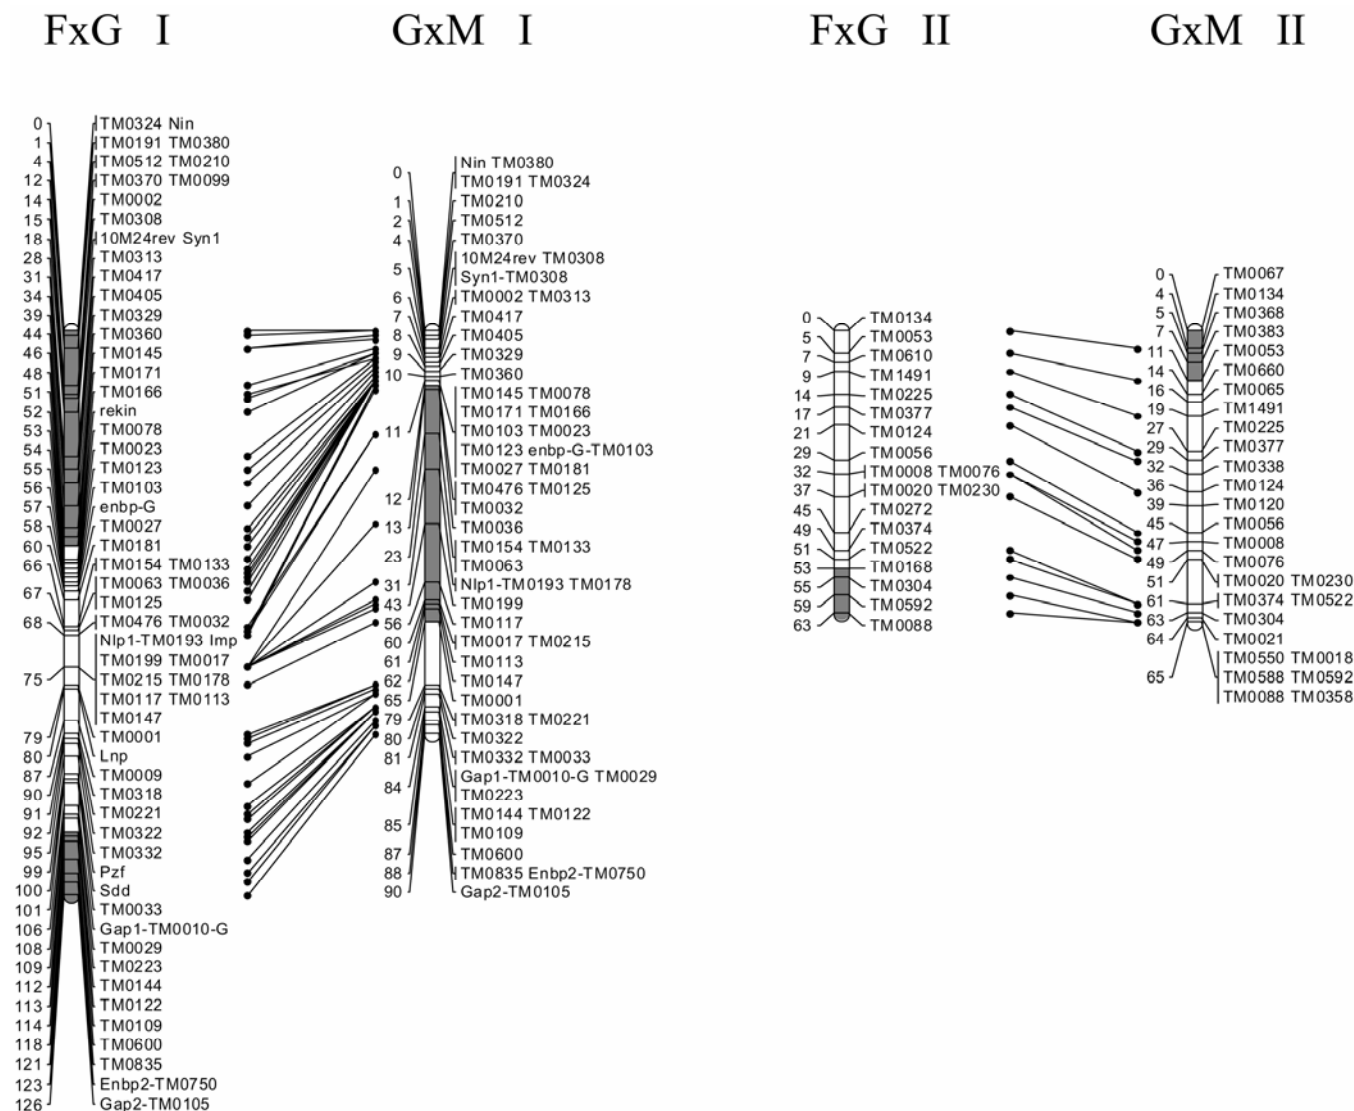 FxG I
GxM I
FxG II
GxM II
0 TM0324 Nin
1 TM0191 TM0380
4 TM0512 TM0210
12 TM0370 TM0099
14 TM0002
15 TM0308
18 10M24rev Syn1
28 TM0313
31 TM0417
34 TM0405
39 TM0329
44 TM0360
46 TM0145
48 TM0171
51 TM0166
52 rekin
53 TM0078
54 TM0023
55 TM0123
56 TM0103
57 enbp-G
58 TM0027
60 TM0181
66 TM0154 TM0133
TM0063 TM0036
67 TM0125
68 TM0476 TM0032
Nlp1-TM0193 Imp
TM0199 TM0017
75 TM0215 TM0178
TM0117 TM0113
TM0147
79 TM0001
80 Lnp
87 TM0009
90 TM0318
91 TM0221
92 TM0322
95 TM0332
99 Pzf
100 Sdd
101 TM0033
106 Gap1-TM0010-G
108 TM0029
109 TM0223
112 TM0144
113 TM0122
114 TM0109
118 TM0600
121 TM0835
123 Enbp2-TM0750
126 Gap2-TM0105
Nin TM0380
0
TM0191 TM0324
1 TM0210
2 TM0512
4 TM0370
10M24rev TM0308
5
Syn1-TM0308
6 TM0002 TM0313
7 TM0417
8 TM0405
9 TM0329
10 TM0360
TM0145 TM0078
TM0171 TM0166
11 TM0103 TM0023
TM0123 enbp-G-TM0103
TM0027 TM0181
TM0476 TM0125
12 TM0032
13 TM0036
TM0154 TM0133
23
TM0063
31 Nlp1-TM0193 TM0178
43 TM0199
56 TM0117
60 TM0017 TM0215
61 TM0113
62 TM0147
65 TM0001
79 TM0318 TM0221
80 TM0322
81 TM0332 TM0033
Gap1-TM0010-G TM0029
84
TM0223
TM0144 TM0122
85
TM0109
87 TM0600
88 TM0835 Enbp2-TM0750
90 Gap2-TM0105
0 TM0134
5 TM0053
7 TM0610
9 TM1491
14 TM0225
17 TM0377
21 TM0124
29 TM0056
32 TM0008 TM0076
37 TM0020 TM0230
45 TM0272
49 TM0374
51 TM0522
53 TM0168
55 TM0304
59 TM0592
63 TM0088
0 TM0067
4 TM0134
5 TM0368
7 TM0383
11 TM0053
14 TM0660
16 TM0065
19 TM1491
27 TM0225
29 TM0377
32 TM0338
36 TM0124
39 TM0120
45 TM0056
47 TM0008
49 TM0076
51 TM0020 TM0230
61 TM0374 TM0522
63 TM0304
64 TM0021
TM0550 TM0018
65 TM0588 TM0592
TM0088 TM0358